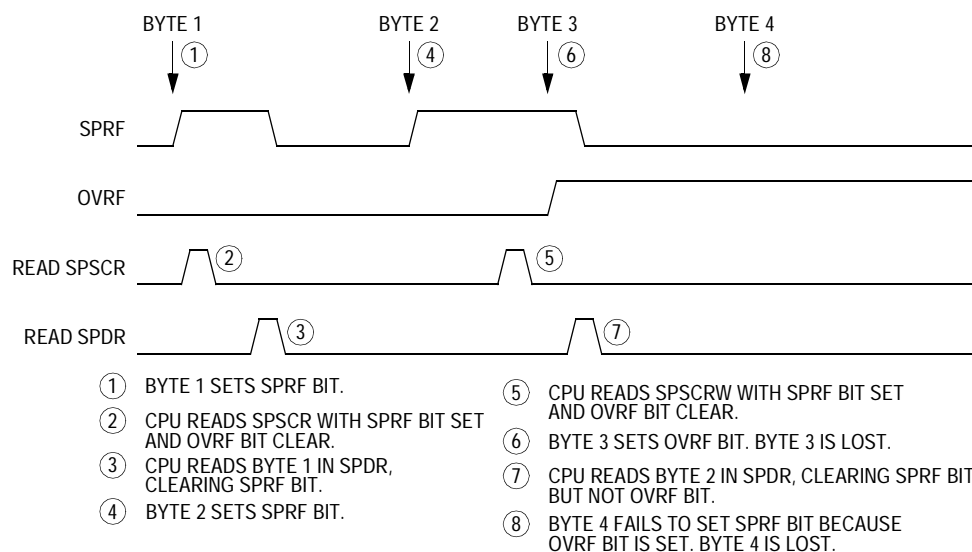 BYTE 1 BYTE 2 BYTE 3 BYTE 4
1 4 6 8
SPRF
OVRF
READ SPSCR 2 5
READ SPDR 3 7
1 BYTE 1 SETS SPRF BIT.
2 CPU READS SPSCR WITH SPRF BIT SET
AND OVRF BIT CLEAR.
3 CPU READS BYTE 1 IN SPDR,
CLEARING SPRF BIT.
4 BYTE 2 SETS SPRF BIT.
5 CPU READS SPSCRW WITH SPRF BIT SET
AND OVRF BIT CLEAR.
6 BYTE 3 SETS OVRF BIT. BYTE 3 IS LOST.
7 CPU READS BYTE 2 IN SPDR, CLEARING SPRF BIT
BUT NOT OVRF BIT.
8 BYTE 4 FAILS TO SET SPRF BIT BECAUSE
OVRF BIT IS SET. BYTE 4 IS LOST.